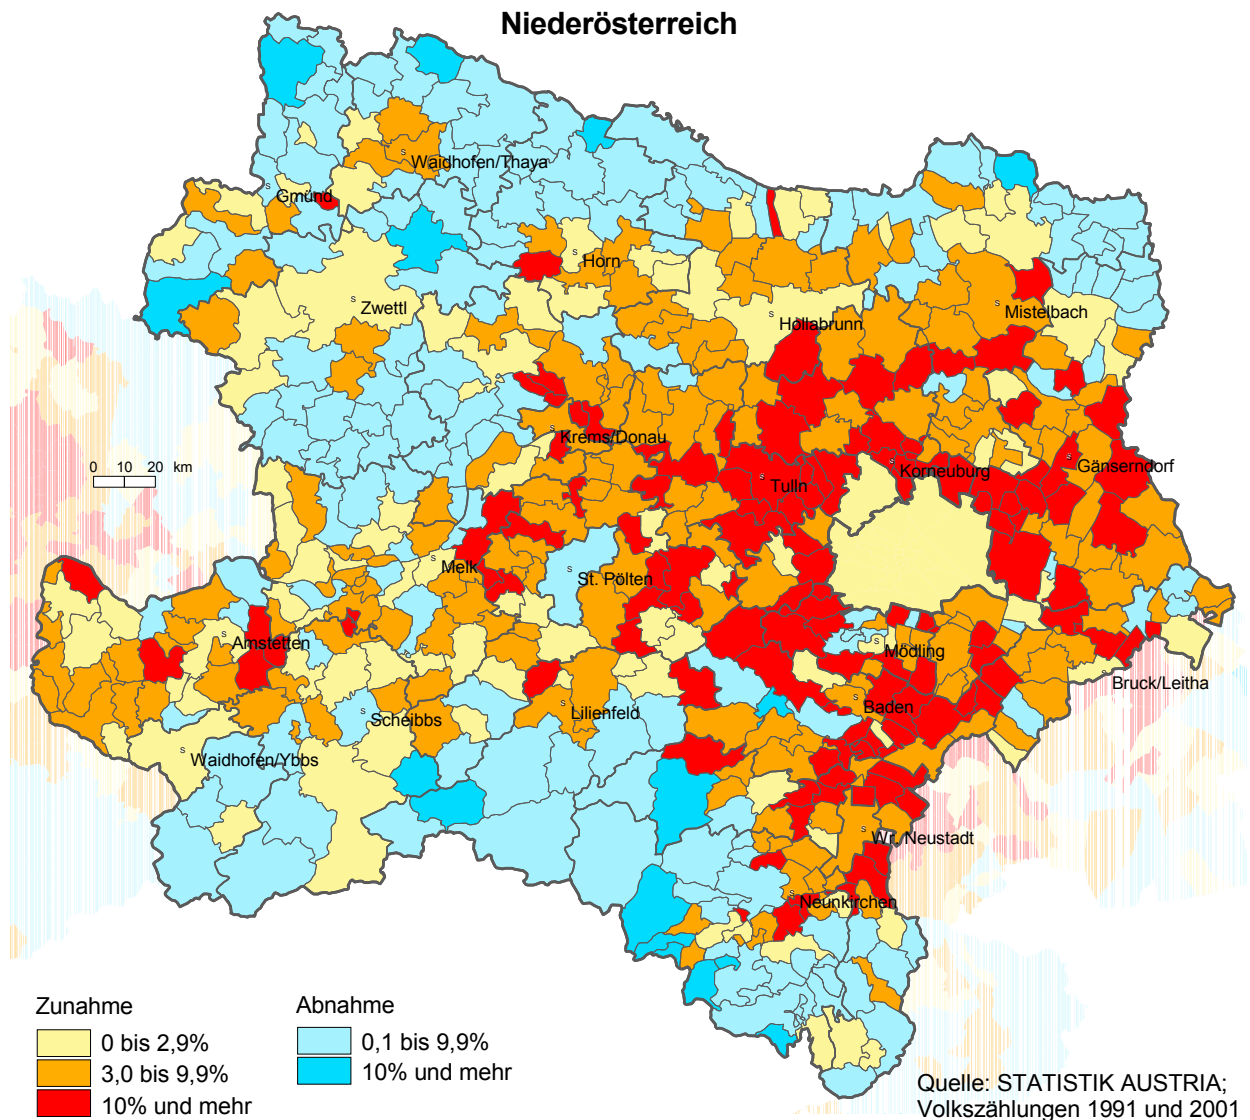 Niederösterreich
Waidhofen/Thaya
Gmünd
Horn
Zwettl
Hollabrunn
Mistelbach
Krems/Donau
Korneuburg
Gänserndorf
0 10 20 km
Tulln
Melk
St. Pölten
Amstetten
Mödling
Bruck/Leitha
Scheibbs
Lilienfeld
Baden
Waidhofen/Ybbs
Wr. Neustadt
Neunkirchen
Zunahme
0 bis 2,9%
3,0 bis 9,9%
10% und mehr
Abnahme
0,1 bis 9,9%
10% und mehr
Quelle: STATISTIK AUSTRIA;
Volkszählungen 1991 und 2001